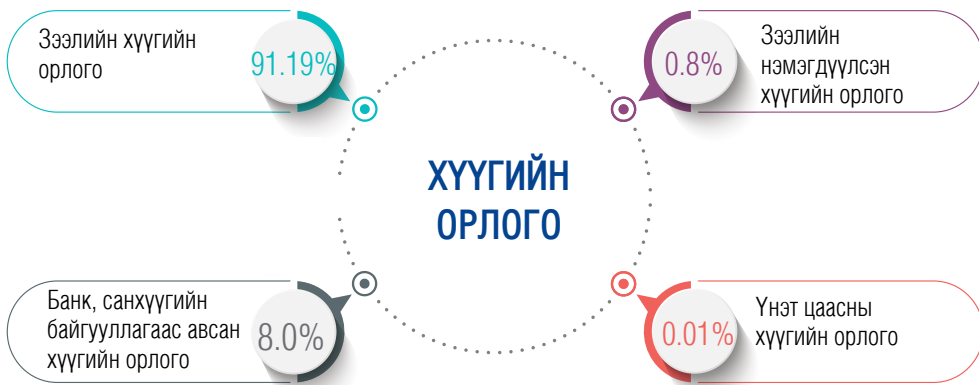 Зээлийн хүүгийн
орлого
91.19%
0.8%
Зээлийн
нэмэгдүүлсэн
хүүгийн орлого
ХҮҮГИЙН
ОРЛОГО
Банк, санхүүгийн
байгууллагаас авсан
хүүгийн орлого
8.0%
0.01%
Үнэт цаасны
хүүгийн орлого